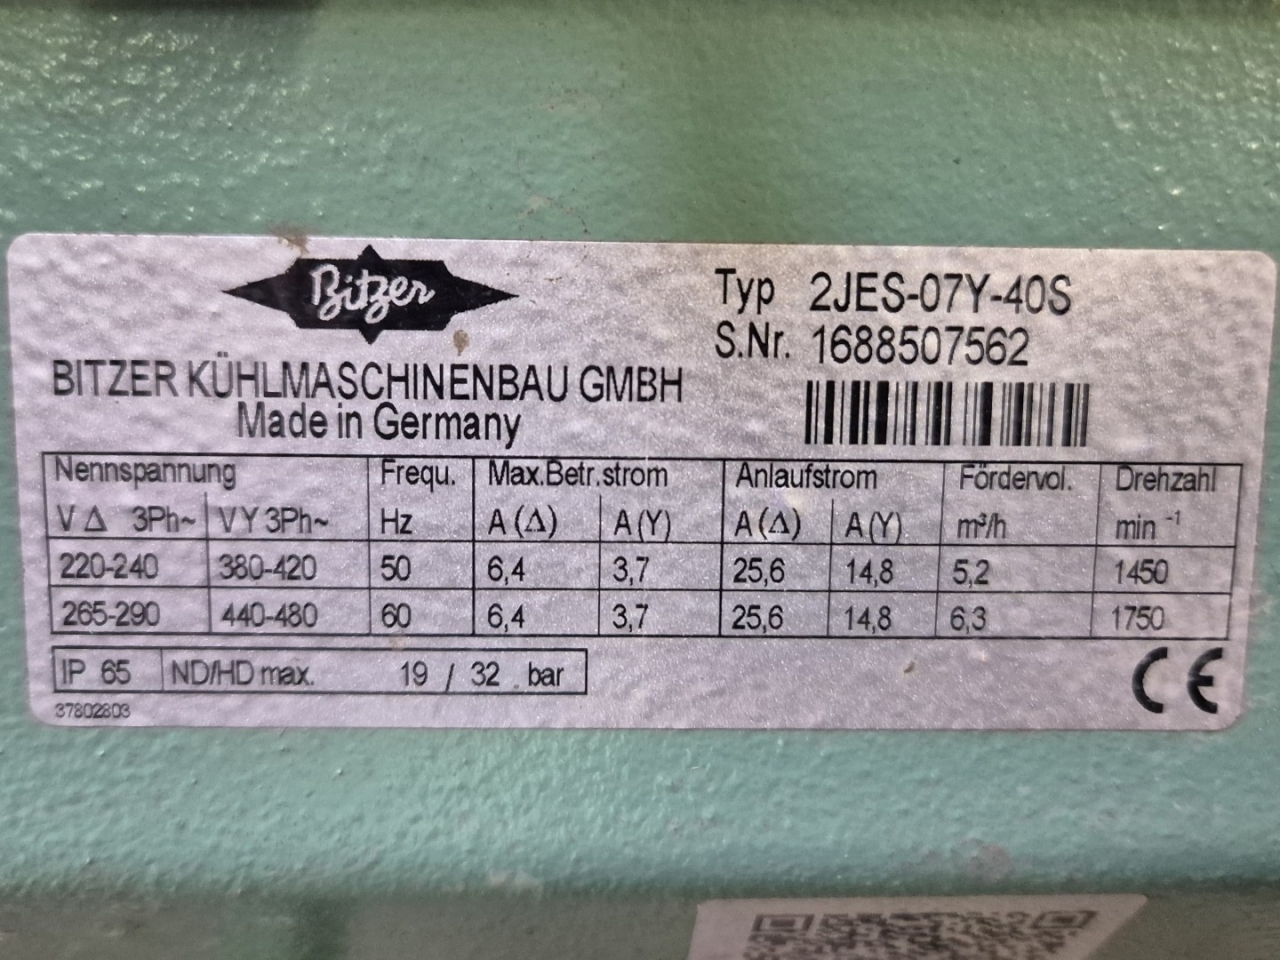 Bitzer
Typ 2JES-07Y-40S
S.Nr. 1688507562
BITZER KÜHLMASCHINENBAU GMBH
Made in Germany
Nennspannung Frequ. Max.Betr.strom Anlaufstrom Fördervol. Drehzahl
V Δ 3Ph~ V Y 3Ph~ Hz A (Δ) A (Y) A (Δ) A (Y) m³/h min ⁻¹
220-240 380-420 50 6,4 3,7 25,6 14,8 5,2 1450
265-290 440-480 60 6,4 3,7 25,6 14,8 6,3 1750
IP 65 ND/HD max. 19 / 32 bar
CE
37802803